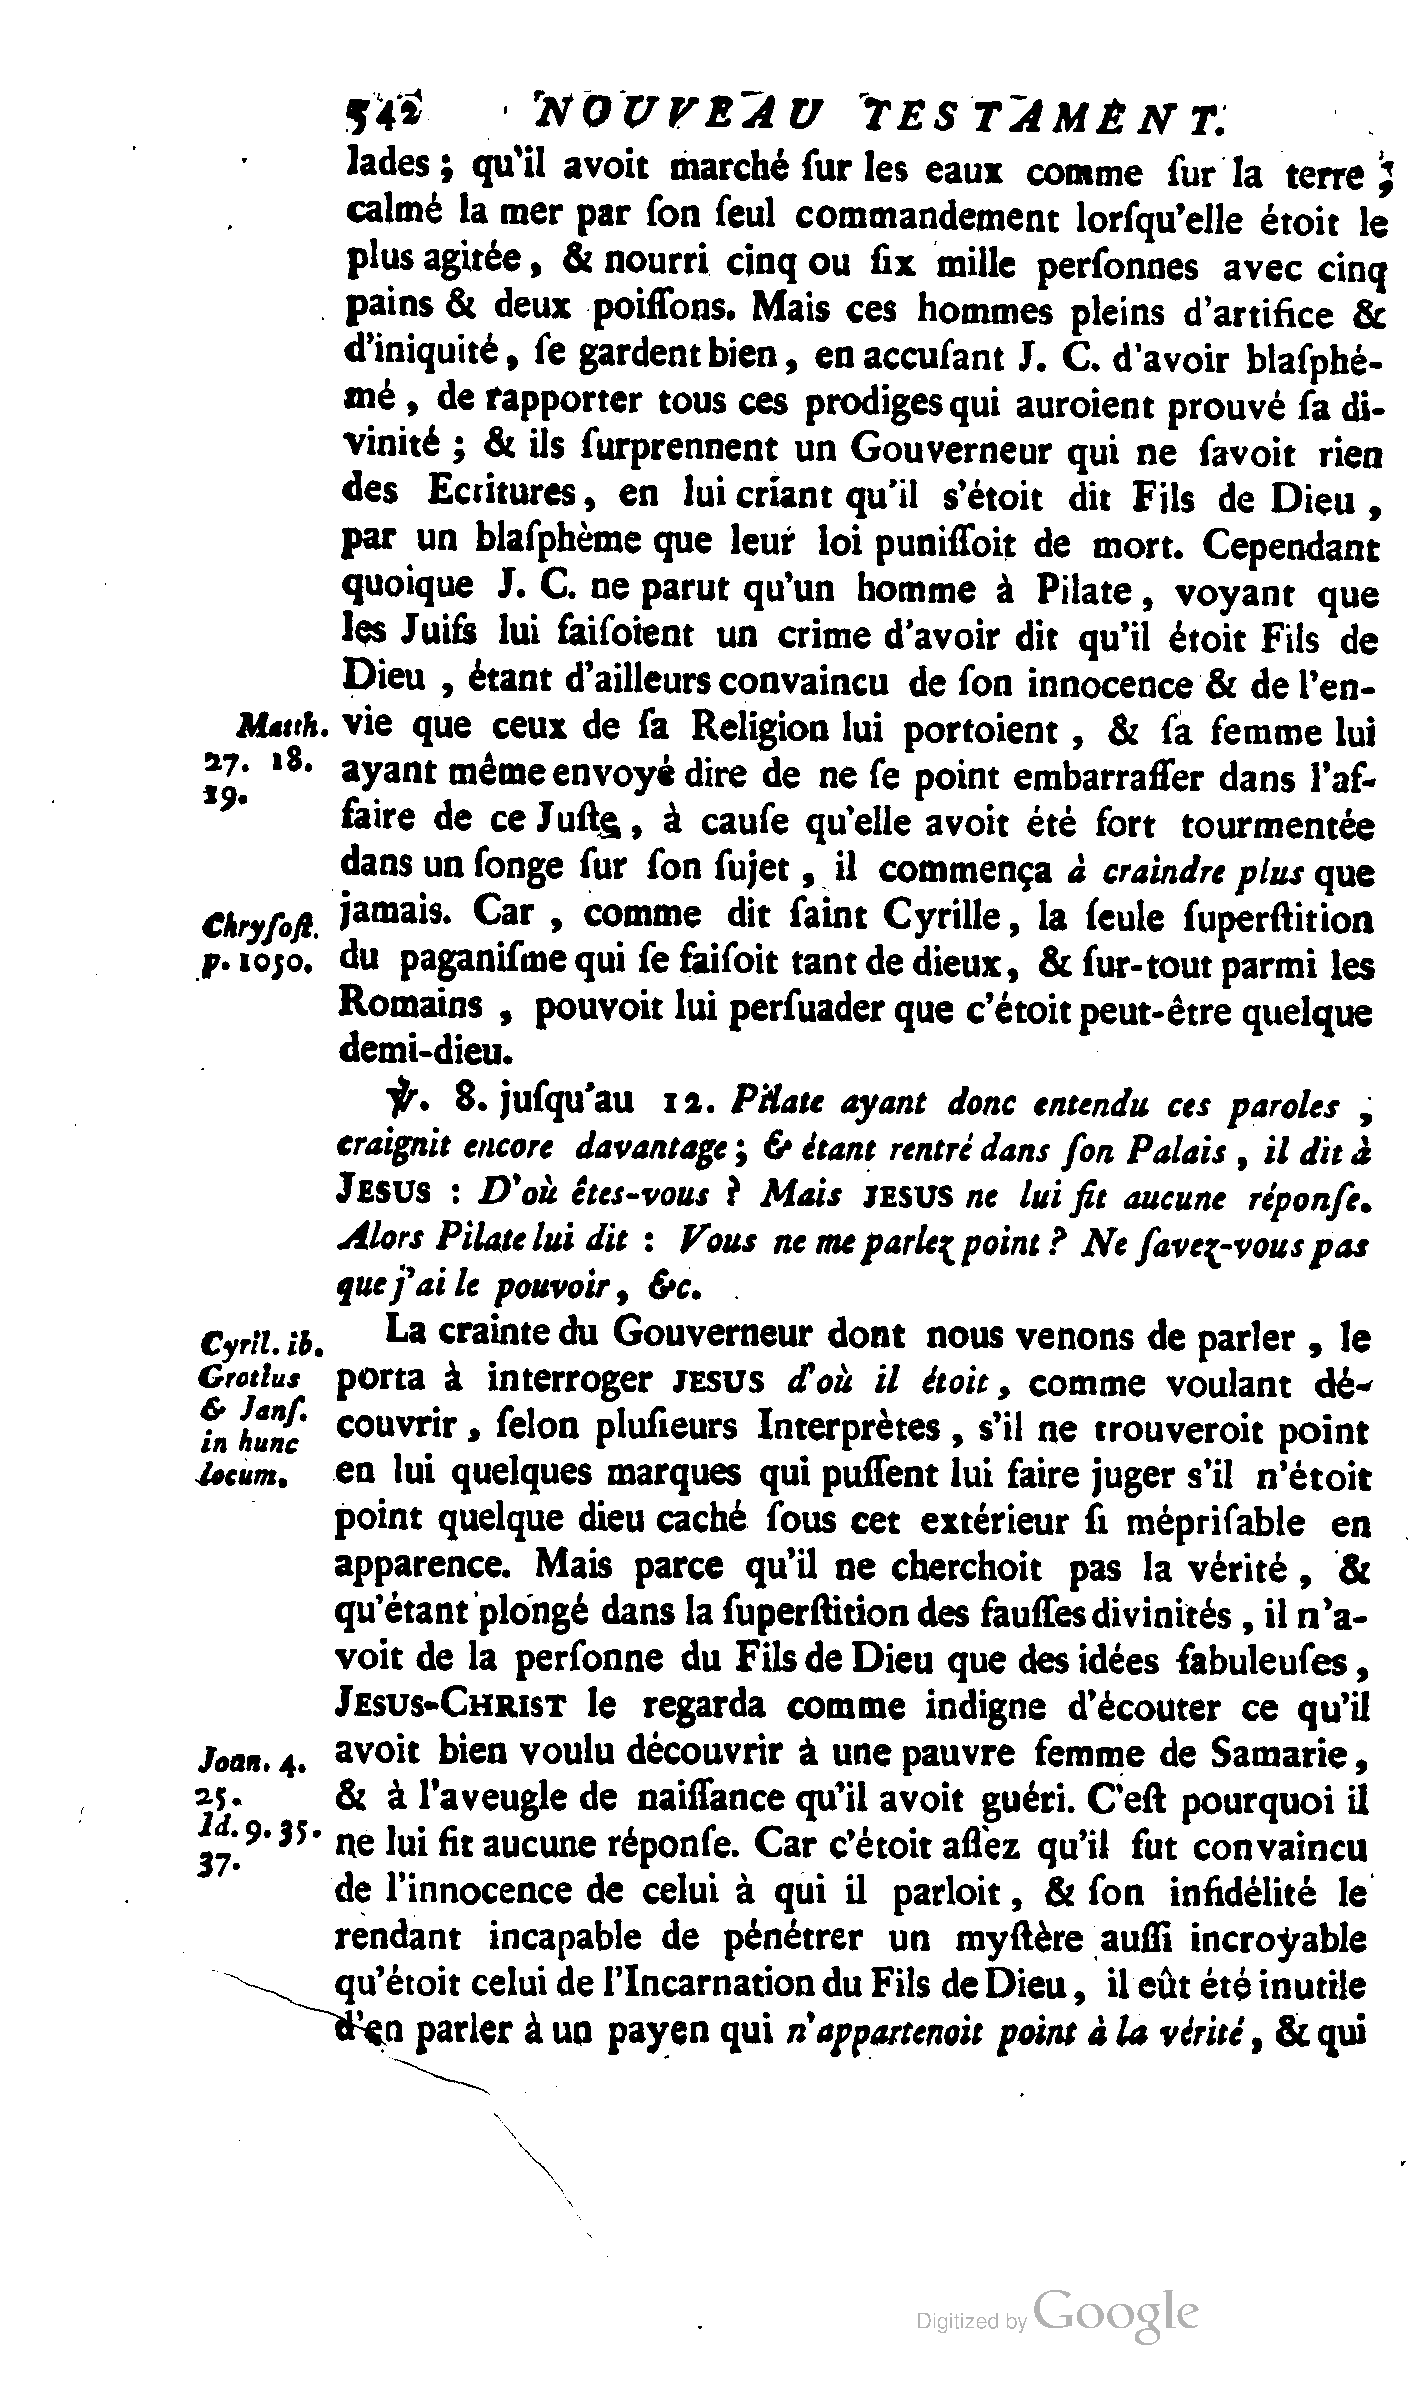 542 NOUVEAU TESTAMENT.
lades ; qu'il avoit marché ſur les eaux comme ſur la terre ;
calmé la mer par ſon ſeul commandement lorſqu'elle étoit le
plus agitée, & nourri cinq ou ſix mille perſonnes avec cinq
pains & deux poiſſons. Mais ces hommes pleins d'artifice &
d'iniquité, ſe gardent bien, en accuſant J. C. d'avoir blaſphé-
mé, de rapporter tous ces prodiges qui auroient prouvé ſa di-
vinité ; & ils ſurprennent un Gouverneur qui ne ſavoit rien
des Ecritures, en lui criant qu'il s'étoit dit Fils de Dieu,
par un blaſphème que leur loi puniſſoit de mort. Cependant
quoique J. C. ne parut qu'un homme à Pilate, voyant que
les Juifs lui faiſoient un crime d'avoir dit qu'il étoit Fils de
Dieu, étant d'ailleurs convaincu de ſon innocence & de l'en-
Matth. vie que ceux de ſa Religion lui portoient, & ſa femme lui
27. 18. ayant même envoyé dire de ne ſe point embarraſſer dans l'af-
19.
faire de ce Juſte, à cauſe qu'elle avoit été fort tourmentée
dans un ſonge ſur ſon ſujet, il commença à craindre plus que
Chryſoſt. jamais. Car, comme dit ſaint Cyrille, la ſeule ſuperſtition
p. 1050. du paganiſme qui ſe faiſoit tant de dieux, & ſur-tout parmi les
Romains, pouvoit lui perſuader que c'étoit peut-être quelque
demi-dieu.
℣. 8. juſqu'au 12. Pilate ayant donc entendu ces paroles,
craignit encore davantage ; & étant rentré dans ſon Palais, il dit à
JESUS : D'où êtes-vous ? Mais JESUS ne lui fit aucune réponſe.
Alors Pilate lui dit : Vous ne me parlez point ? Ne ſavez-vous pas
que j'ai le pouvoir, &c.
Cyril. ib. La crainte du Gouverneur dont nous venons de parler, le
Grotius porta à interroger JESUS d'où il étoit, comme voulant dé-
& Janſ. couvrir, ſelon pluſieurs Interprètes, s'il ne trouveroit point
in hunc
locum. en lui quelques marques qui puſſent lui faire juger s'il n'étoit
point quelque dieu caché ſous cet extérieur ſi mépriſable en
apparence. Mais parce qu'il ne cherchoit pas la vérité, &
qu'étant plongé dans la ſuperſtition des fauſſes divinités, il n'a-
voit de la perſonne du Fils de Dieu que des idées fabuleuſes,
JESUS-CHRIST le regarda comme indigne d'écouter ce qu'il
Joan. 4. avoit bien voulu découvrir à une pauvre femme de Samarie,
25. & à l'aveugle de naiſſance qu'il avoit guéri. C'eſt pourquoi il
Id. 9. 35. ne lui fit aucune réponſe. Car c'étoit aſſez qu'il fut convaincu
37.
de l'innocence de celui à qui il parloit, & ſon infidélité le
rendant incapable de pénétrer un myſtère auſſi incroyable
qu'étoit celui de l'Incarnation du Fils de Dieu, il eût été inutile
d'en parler à un payen qui n'appartenoit point à la vérité, & qui
Digitized by Google